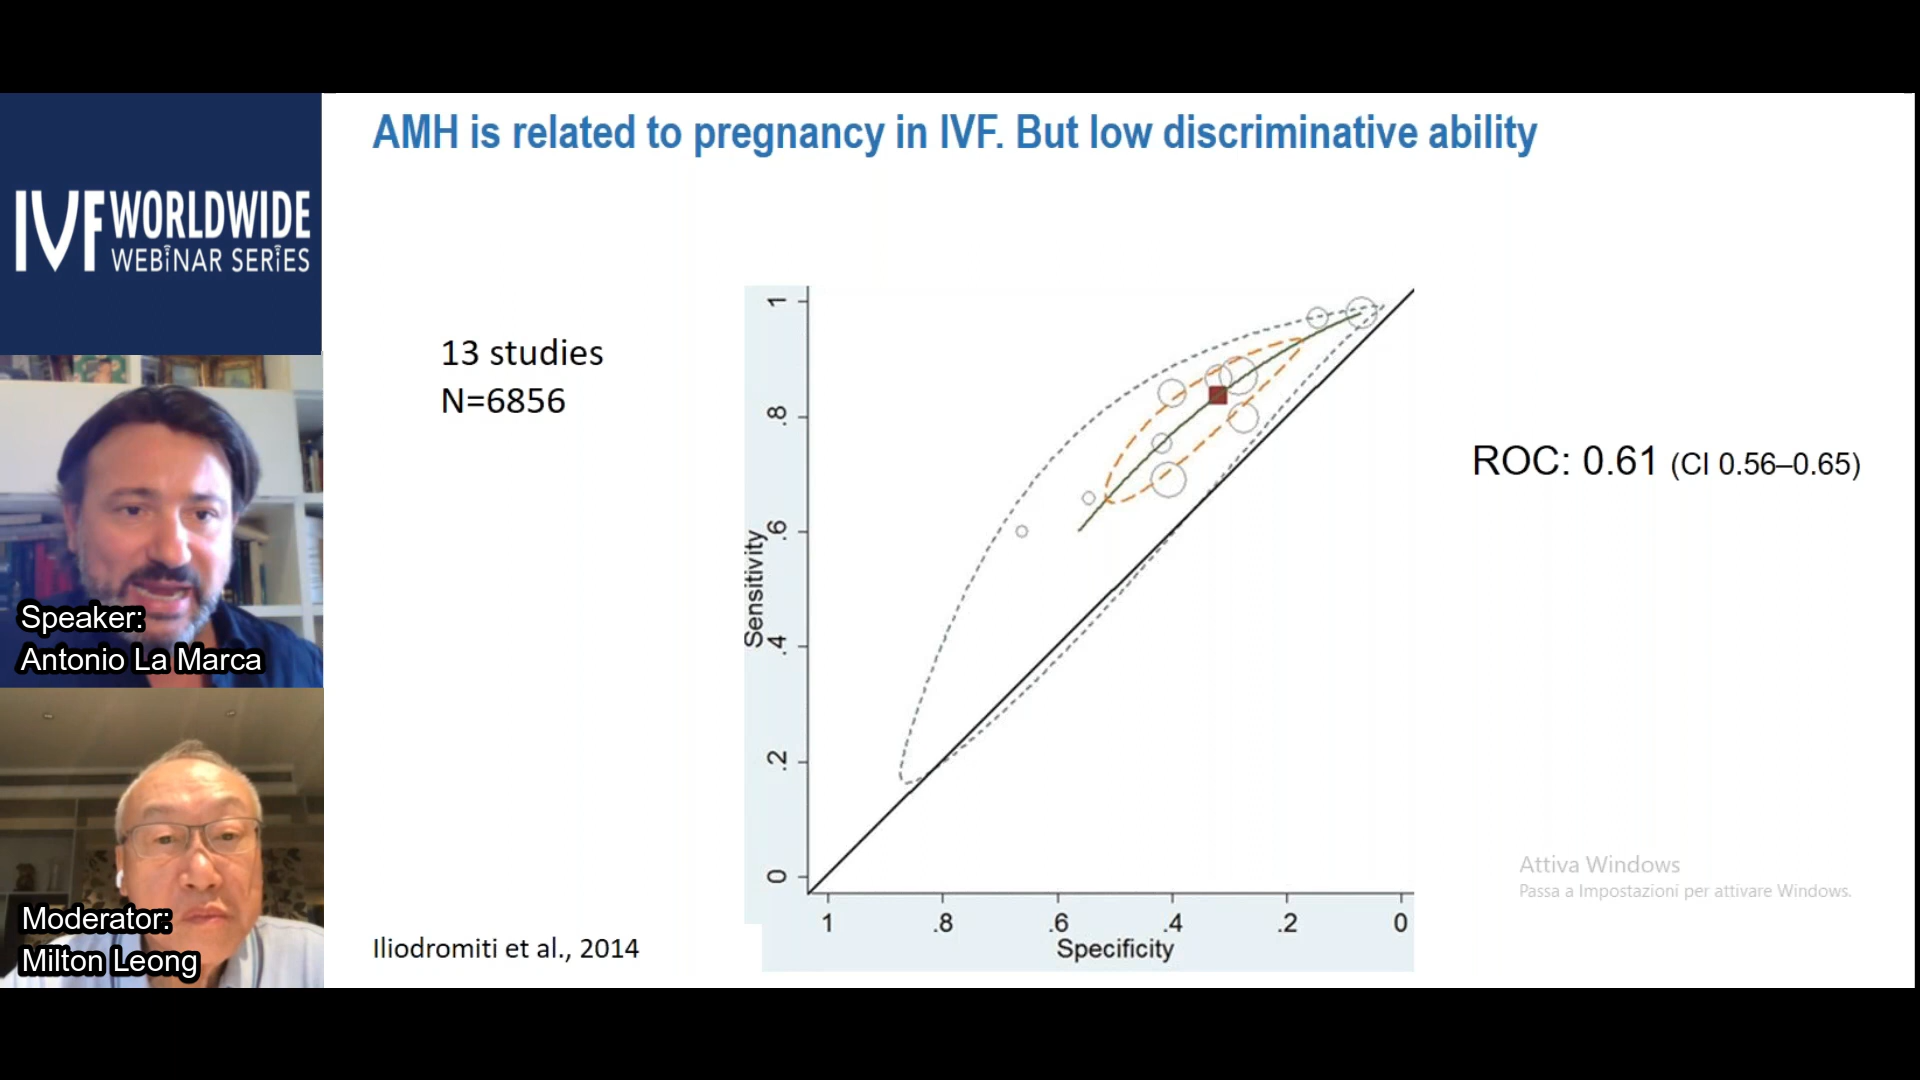 AMH is related to pregnancy in IVF. But low discriminative ability
IVF WORLDWIDE
WEBINAR SERIES
13 studies
N=6856
1
.8
.6
.4
.2
0
Sensitivity
1 .8 .6 .4 .2 0
Specificity
ROC: 0.61 (CI 0.56–0.65)
Speaker:
Antonio La Marca
Moderator:
Milton Leong
Iliodromiti et al., 2014
Attiva Windows
Passa a Impostazioni per attivare Windows.